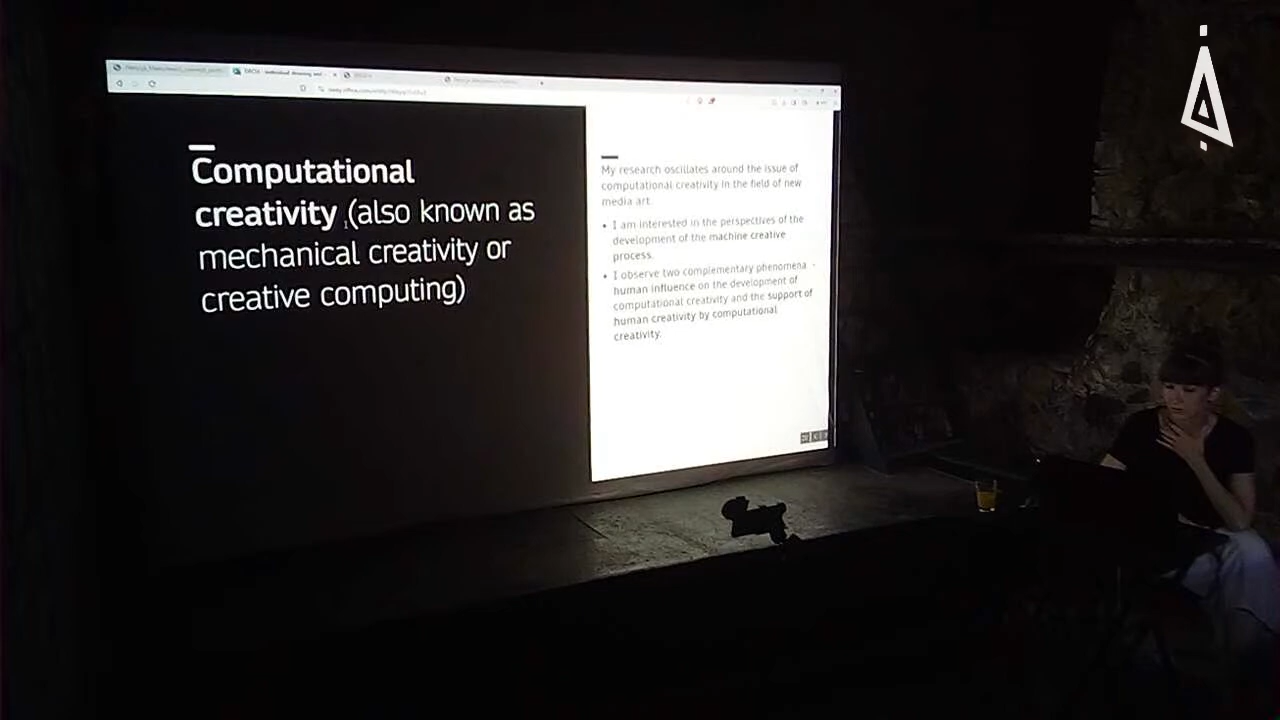 Computational
creativity (also known as
mechanical creativity or
creative computing)
My research oscillates around the issue of
computational creativity in the field of new
media art.
• I am interested in the perspectives of the
development of the machine creative
process.
• I observe two complementary phenomena -
human influence on the development of
computational creativity and the support of
human creativity by computational
creativity.